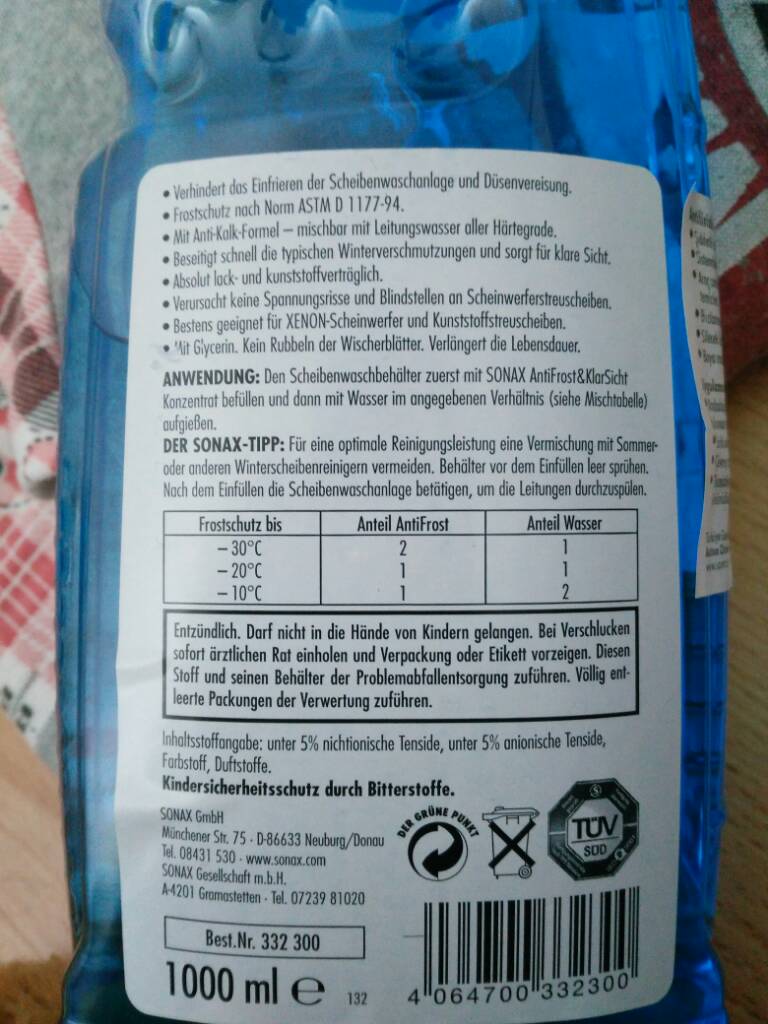 • Verhindert das Einfrieren der Scheibenwaschanlage und Düsenvereisung.
• Frostschutz nach Norm ASTM D 1177-94.
• Mit Anti-Kalk-Formel – mischbar mit Leitungswasser aller Härtegrade.
• Beseitigt schnell die typischen Winterverschmutzungen und sorgt für klare Sicht.
• Absolut lack- und kunststoffverträglich.
• Verursacht keine Spannungsrisse und Blindstellen an Scheinwerferstreuscheiben.
• Bestens geeignet für XENON-Scheinwerfer und Kunststoffstreuscheiben.
• Mit Glycerin. Kein Rubbeln der Wischerblätter. Verlängert die Lebensdauer.
ANWENDUNG: Den Scheibenwaschbehälter zuerst mit SONAX AntiFrost&KlarSicht
Konzentrat befüllen und dann mit Wasser im angegebenen Verhältnis (siehe Mischtabelle)
aufgießen.
DER SONAX-TIPP: Für eine optimale Reinigungsleistung eine Vermischung mit Sommer-
oder anderen Winterscheibenreinigern vermeiden. Behälter vor dem Einfüllen leer sprühen.
Nach dem Einfüllen die Scheibenwaschanlage betätigen, um die Leitungen durchzuspülen.
Frostschutz bis Anteil AntiFrost Anteil Wasser
– 30°C 2 1
– 20°C 1 1
– 10°C 1 2
Entzündlich. Darf nicht in die Hände von Kindern gelangen. Bei Verschlucken
sofort ärztlichen Rat einholen und Verpackung oder Etikett vorzeigen. Diesen
Stoff und seinen Behälter der Problemabfallentsorgung zuführen. Völlig ent-
leerte Packungen der Verwertung zuführen.
Inhaltsstoffangabe: unter 5% nichtionische Tenside, unter 5% anionische Tenside,
Farbstoff, Duftstoffe.
Kindersicherheitsschutz durch Bitterstoffe.
SONAX GmbH
Münchener Str. 75 · D-86633 Neuburg/Donau
Tel. 08431 530 · www.sonax.com
SONAX Gesellschaft m.b.H.
A-4201 Gramastetten · Tel. 07239 81020
DER GRÜNE PUNKT
TÜV
SÜD
Best.Nr. 332 300
1000 ml e 132
4 064700 332300